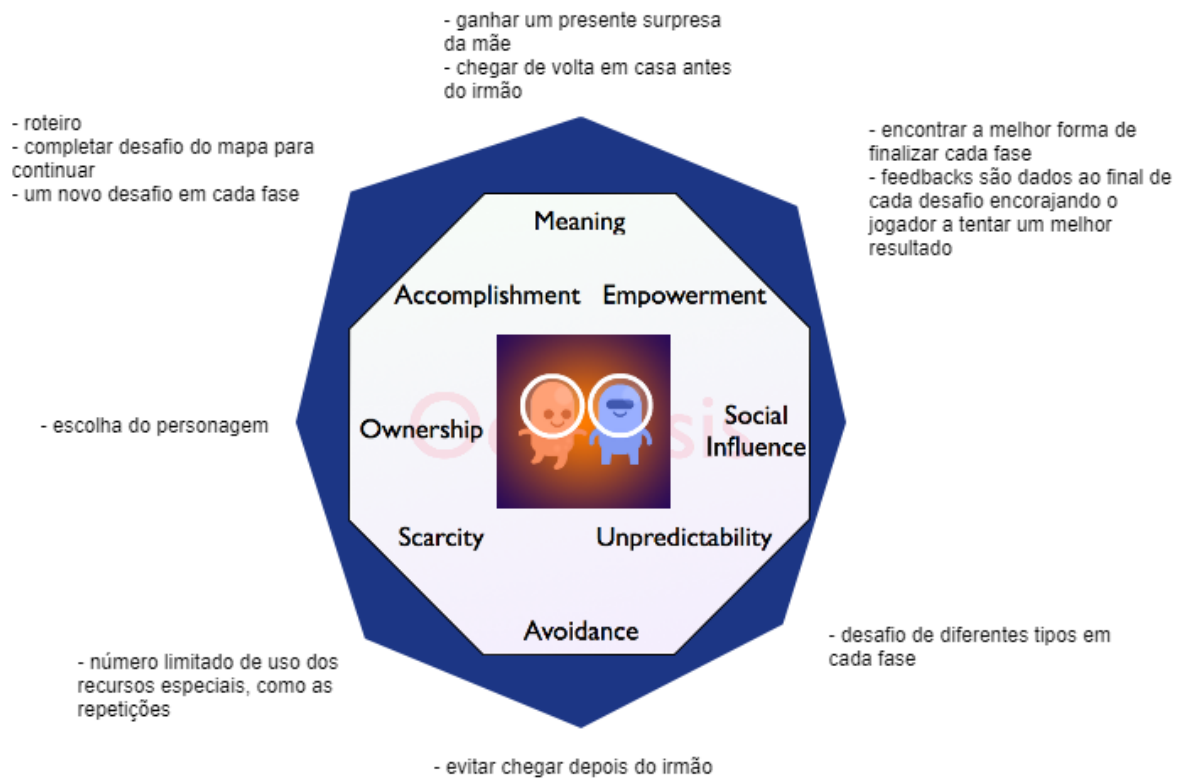 - ganhar um presente surpresa
da mãe
- chegar de volta em casa antes
do irmão
- roteiro
- completar desafio do mapa para
continuar
- um novo desafio em cada fase
- encontrar a melhor forma de
finalizar cada fase
- feedbacks são dados ao final de
cada desafio encorajando o
jogador a tentar um melhor
resultado
Meaning
Accomplishment
Empowerment
- escolha do personagem
Ownership
Social
Influence
Scarcity
Unpredictability
Avoidance
- número limitado de uso dos
recursos especiais, como as
repetições
- desafio de diferentes tipos em
cada fase
- evitar chegar depois do irmão